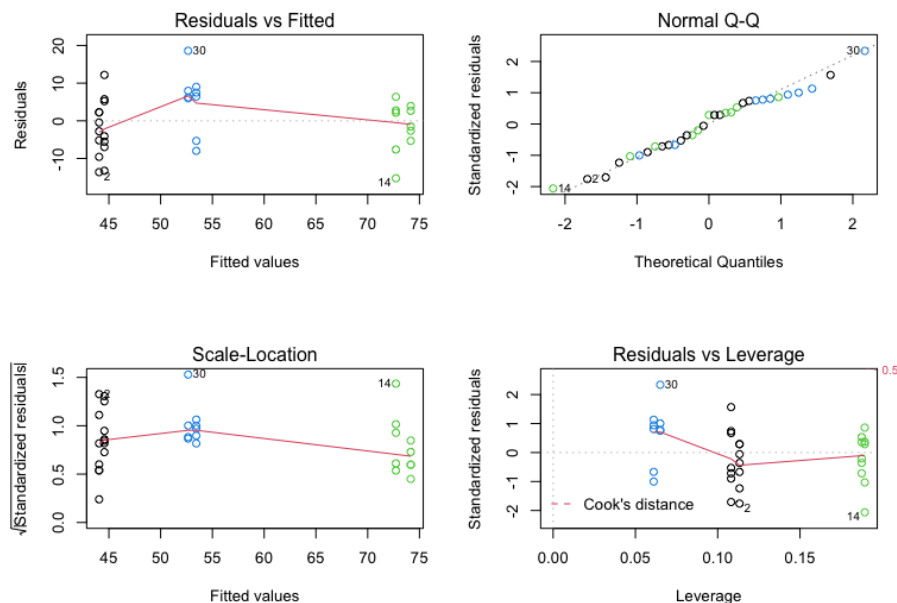 Residuals vs Fitted
Residuals
20
10
0
-10
30
2
14
45 50 55 60 65 70 75
Fitted values
Normal Q-Q
Standardized residuals
2
1
0
-1
-2
30
2
14
-2 -1 0 1 2
Theoretical Quantiles
Scale-Location
√|Standardized residuals|
1.5
1.0
0.5
0.0
2
30
14
45 50 55 60 65 70 75
Fitted values
Residuals vs Leverage
Standardized residuals
2
1
0
-1
-2
30
0.5
2
14
Cook's distance
0.00 0.05 0.10 0.15
Leverage